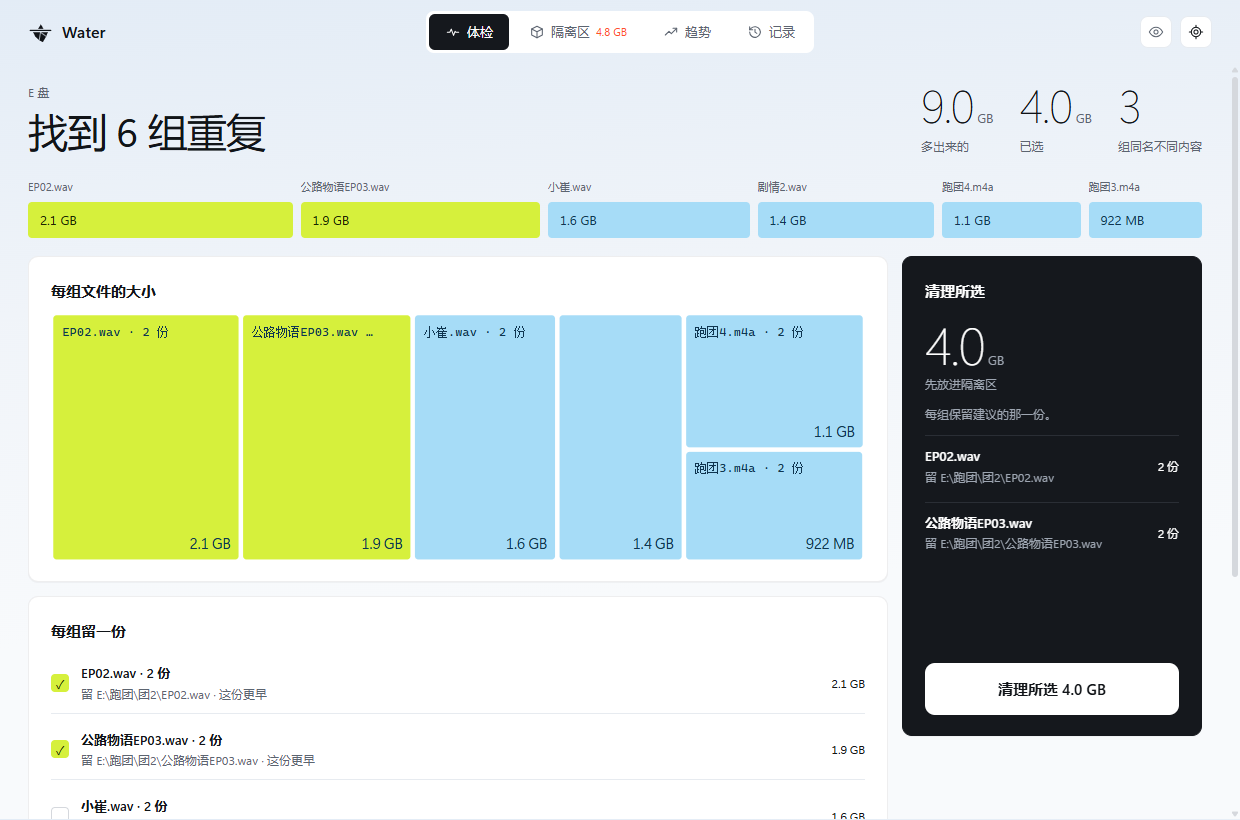 Water
体检
隔离区 4.8 GB
趋势
记录
E 盘
找到 6 组重复
9.0 GB
多出来的
4.0 GB
已选
3
组同名不同内容
EP02.wav
公路物语EP03.wav
小崔.wav
剧情2.wav
跑团4.m4a
跑团3.m4a
2.1 GB
1.9 GB
1.6 GB
1.4 GB
1.1 GB
922 MB
每组文件的大小
EP02.wav · 2 份
2.1 GB
公路物语EP03.wav …
1.9 GB
小崔.wav · 2 份
1.6 GB
1.4 GB
跑团4.m4a · 2 份
1.1 GB
跑团3.m4a · 2 份
922 MB
每组留一份
EP02.wav · 2 份
留 E:\跑团\团2\EP02.wav · 这份更早
2.1 GB
公路物语EP03.wav · 2 份
留 E:\跑团\团2\公路物语EP03.wav · 这份更早
1.9 GB
小崔.wav · 2 份
1.6 GB
清理所选
4.0 GB
先放进隔离区
每组保留建议的那一份。
EP02.wav
留 E:\跑团\团2\EP02.wav
2 份
公路物语EP03.wav
留 E:\跑团\团2\公路物语EP03.wav
2 份
清理所选 4.0 GB